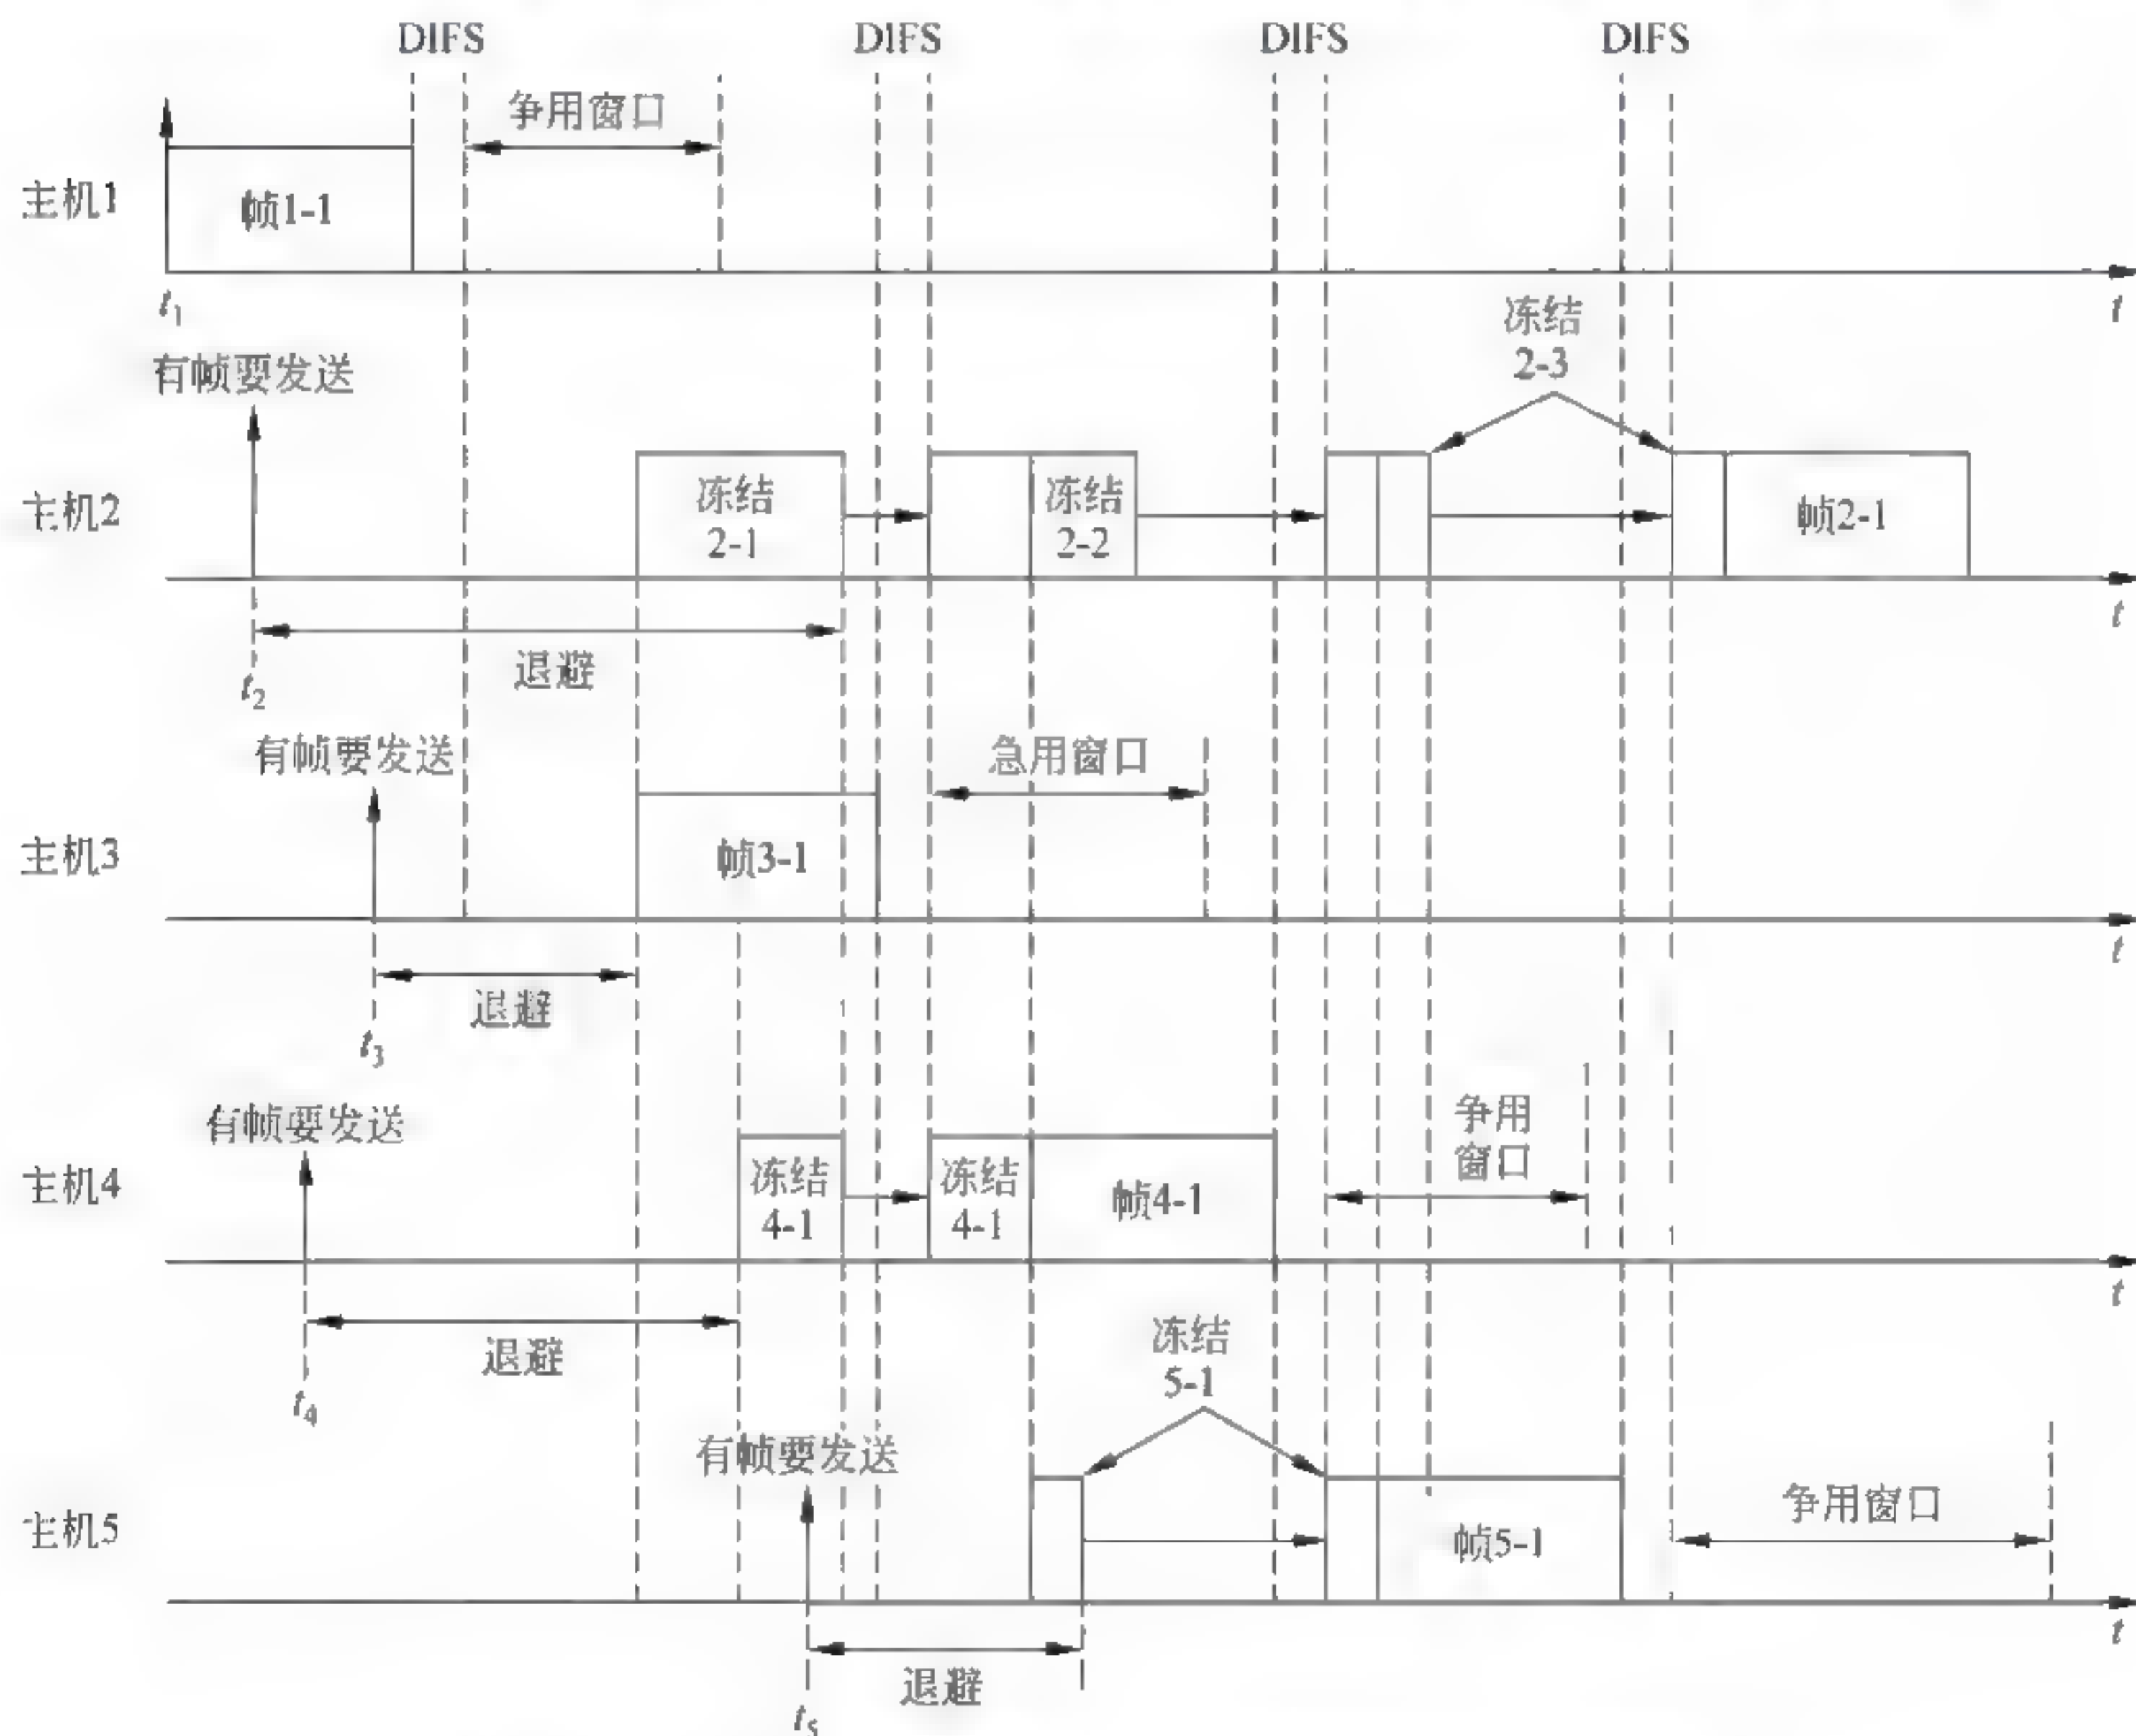 DIFS
DIFS
DIFS
DIFS
争用窗口
主机1
帧1-1
t1
t
有帧要发送
冻结
2-3
主机2
冻结
2-1
冻结
2-2
帧2-1
t
退避
t2
有帧要发送
急用窗口
主机3
帧3-1
t
退避
t3
有帧要发送
争用
窗口
主机4
冻结
4-1
冻结
4-1
帧4-1
t
退避
t4
冻结
5-1
有帧要发送
争用窗口
主机5
帧5-1
t
退避
t5